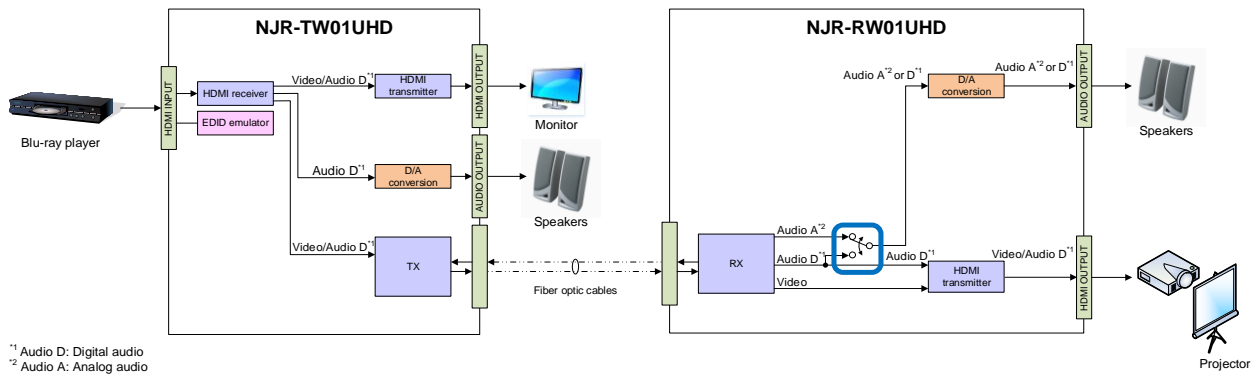 NJR-TW01UHD
NJR-RW01UHD
HDMI INPUT
HDMI receiver
EDID emulator
Video/Audio D*1
HDMI
transmitter
HDMI OUTPUT
Monitor
Blu-ray player
Audio D*1
D/A
conversion
AUDIO OUTPUT
Speakers
Video/Audio D*1
TX
Fiber optic cables
RX
Audio A*2
Audio D*1
Video
Audio A*2 or D*1
D/A
conversion
Audio A*2 or D*1
AUDIO OUTPUT
Speakers
Audio D*1
HDMI
transmitter
Video/Audio D*1
HDMI OUTPUT
Projector
*1 Audio D: Digital audio
*2 Audio A: Analog audio